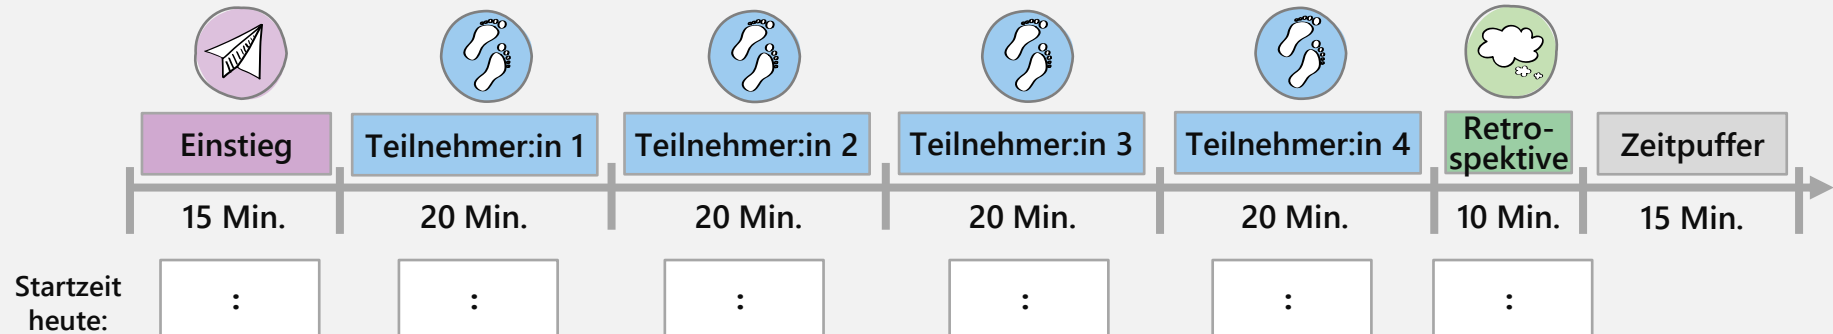 Einstieg
Teilnehmer:in 1
Teilnehmer:in 2
Teilnehmer:in 3
Teilnehmer:in 4
Retro-
spektive
Zeitpuffer
15 Min.
20 Min.
20 Min.
20 Min.
20 Min.
10 Min.
15 Min.
Startzeit
heute:
:
:
:
:
:
: